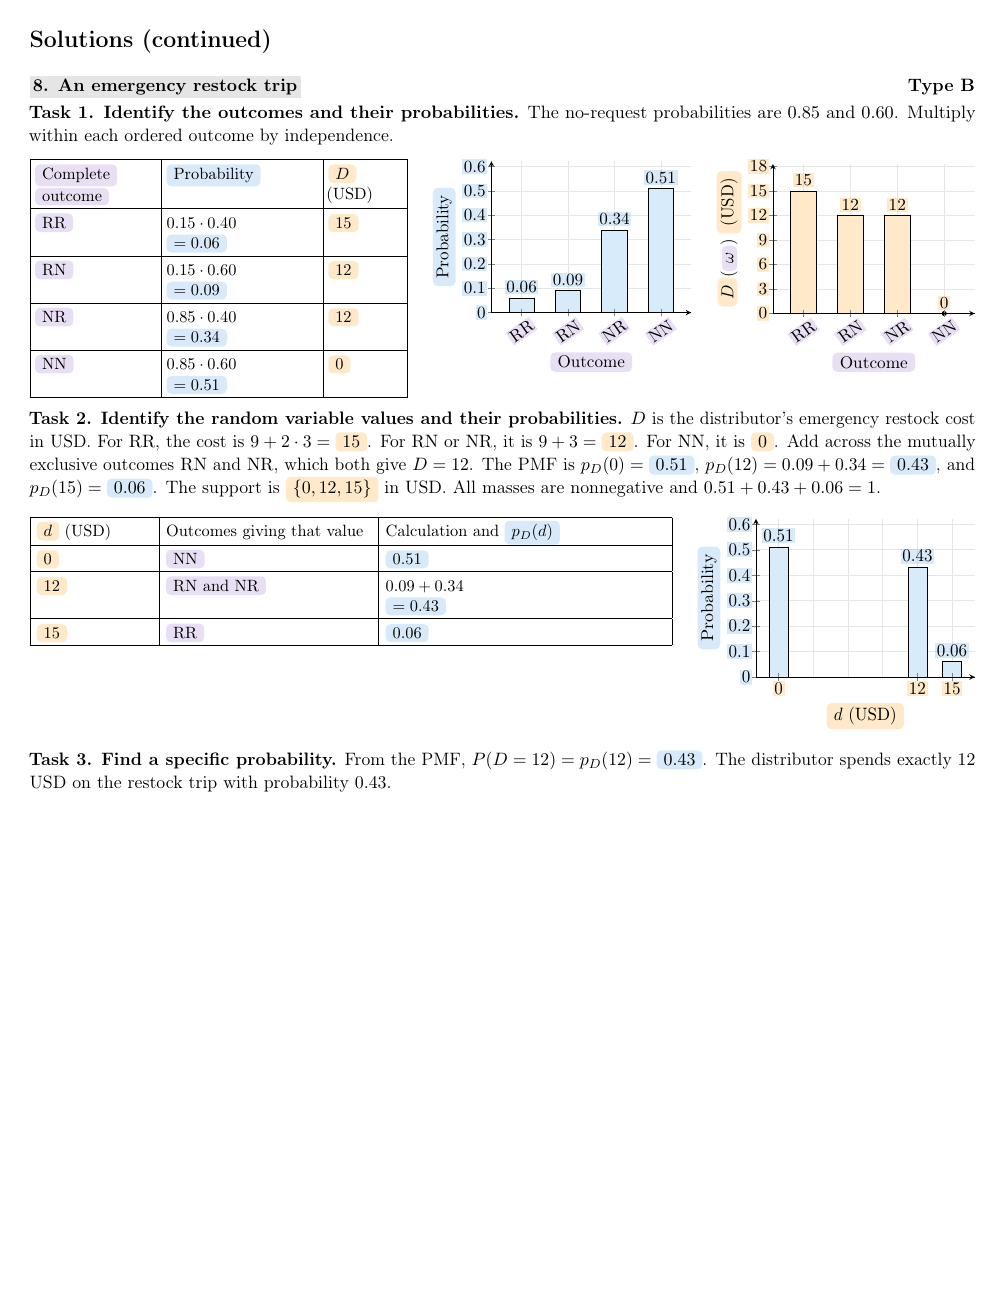 Solutions (continued)
8. An emergency restock trip Type B
Task 1. Identify the outcomes and their probabilities. The no-request probabilities are 0.85 and 0.60. Multiply
within each ordered outcome by independence.
Complete outcome Probability D (USD)
RR 0.15 · 0.40 = 0.06 15
RN 0.15 · 0.60 = 0.09 12
NR 0.85 · 0.40 = 0.34 12
NN 0.85 · 0.60 = 0.51 0
Probability
0.6
0.5
0.4
0.3
0.2
0.1
0
0.06 0.09 0.34 0.51
RR RN NR NN
Outcome
D(ω) (USD)
18
15
12
9
6
3
0
15 12 12 0
RR RN NR NN
Outcome
Task 2. Identify the random variable values and their probabilities. D is the distributor's emergency restock cost
in USD. For RR, the cost is 9 + 2 · 3 = 15. For RN or NR, it is 9 + 3 = 12. For NN, it is 0. Add across the mutually
exclusive outcomes RN and NR, which both give D = 12. The PMF is p_D(0) = 0.51, p_D(12) = 0.09 + 0.34 = 0.43, and
p_D(15) = 0.06. The support is {0, 12, 15} in USD. All masses are nonnegative and 0.51 + 0.43 + 0.06 = 1.
d (USD) Outcomes giving that value Calculation and p_D(d)
0 NN 0.51
12 RN and NR 0.09 + 0.34 = 0.43
15 RR 0.06
Probability
0.6
0.5
0.4
0.3
0.2
0.1
0
0.51 0.43 0.06
0 12 15
d (USD)
Task 3. Find a specific probability. From the PMF, P(D = 12) = p_D(12) = 0.43. The distributor spends exactly 12
USD on the restock trip with probability 0.43.